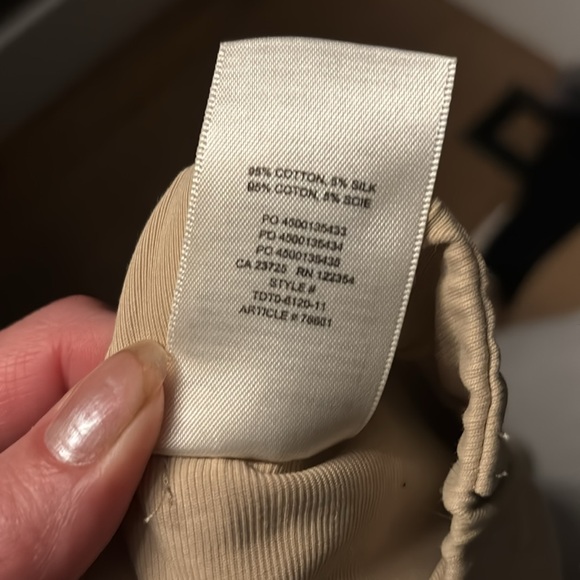 95% COTTON, 5% SILK
95% COTON, 5% SOIE
PO 4500135433
PO 4500135434
PO 4500135435
CA 23725 RN 122354
STYLE #
TDT0-6120-11
ARTICLE # 76601